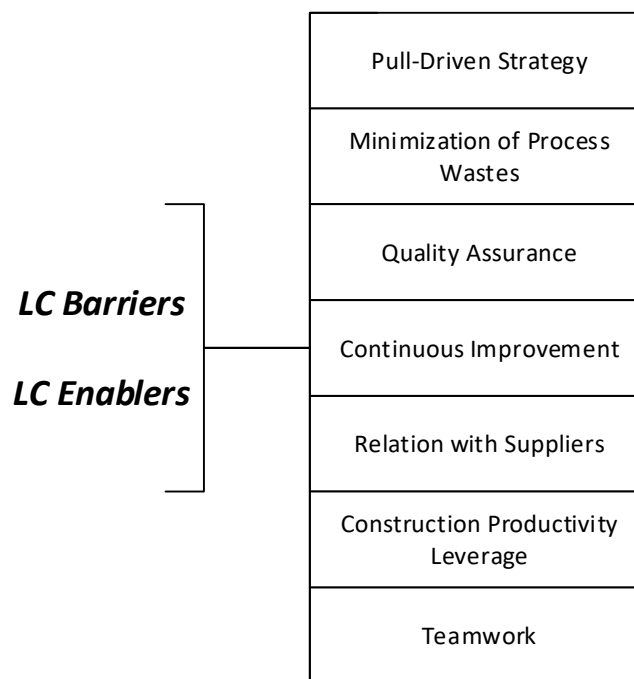 LC Barriers
LC Enablers
Pull-Driven Strategy
Minimization of Process
Wastes
Quality Assurance
Continuous Improvement
Relation with Suppliers
Construction Productivity
Leverage
Teamwork